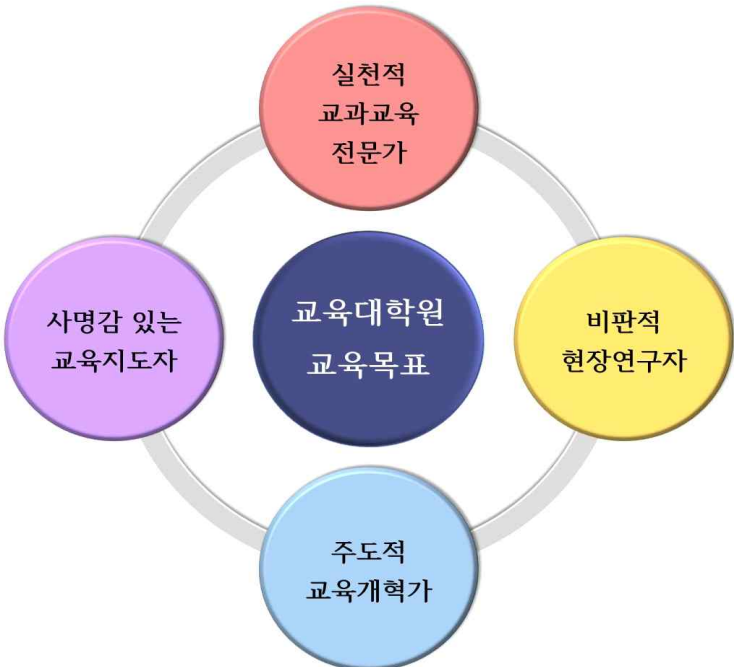 실천적
교과교육
전문가
사명감 있는
교육지도자
교육대학원
교육목표
비판적
현장연구자
주도적
교육개혁가